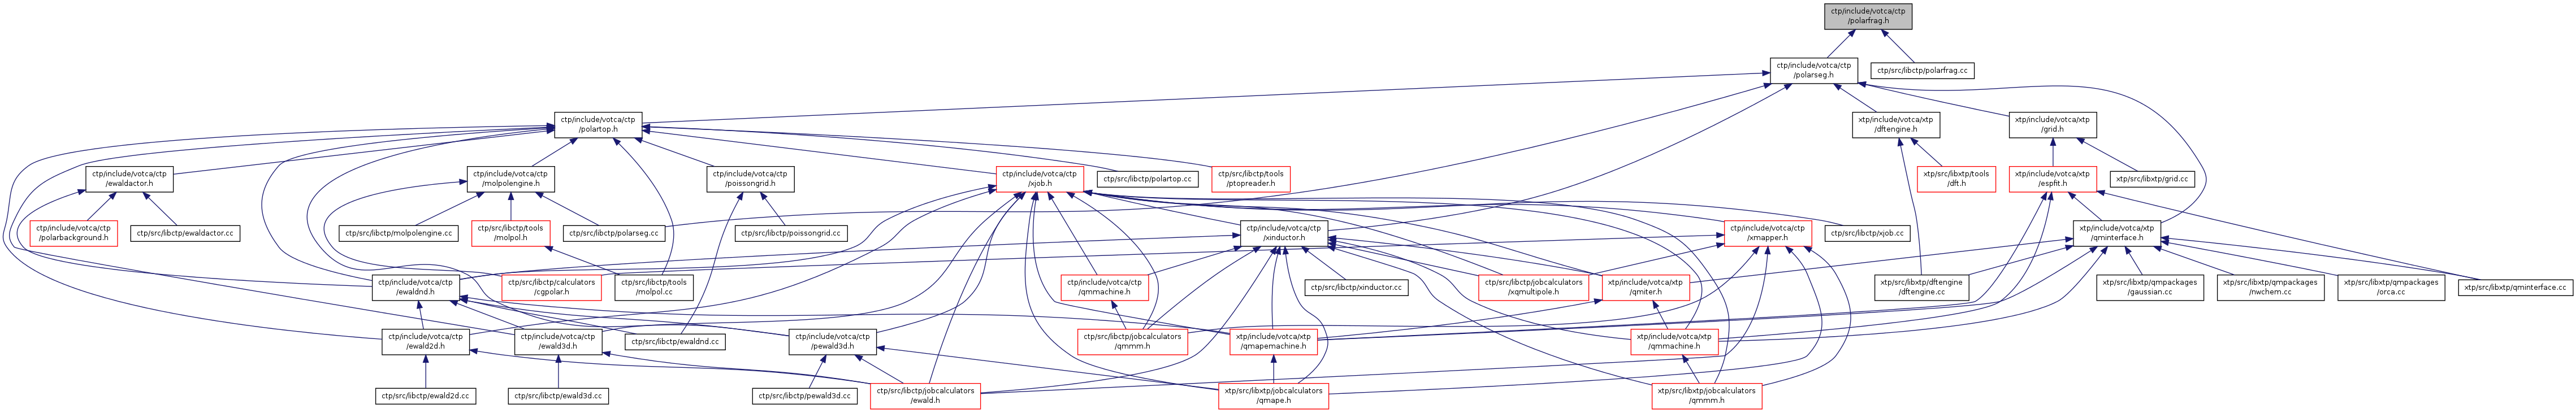 ctp/include/votca/ctp
/polarfrag.h
ctp/include/votca/ctp
/polarseg.h
ctp/src/libctp/polarfrag.cc
ctp/include/votca/ctp
/polartop.h
xtp/include/votca/xtp
/dftengine.h
xtp/include/votca/xtp
/grid.h
ctp/include/votca/ctp
/ewaldactor.h
ctp/include/votca/ctp
/molpolengine.h
ctp/include/votca/ctp
/poissongrid.h
ctp/include/votca/ctp
/xjob.h
ctp/src/libctp/polartop.cc
ctp/src/libctp/tools
/ptopreader.h
xtp/src/libxtp/tools
/dft.h
xtp/include/votca/xtp
/espfit.h
xtp/src/libxtp/grid.cc
ctp/include/votca/ctp
/polarbackground.h
ctp/src/libctp/ewaldactor.cc
ctp/src/libctp/molpolengine.cc
ctp/src/libctp/tools
/molpol.h
ctp/src/libctp/polarseg.cc
ctp/src/libctp/poissongrid.cc
ctp/include/votca/ctp
/xinductor.h
ctp/include/votca/ctp
/xmapper.h
ctp/src/libctp/xjob.cc
xtp/include/votca/xtp
/qminterface.h
ctp/include/votca/ctp
/ewaldnd.h
ctp/src/libctp/calculators
/cgpolar.h
ctp/src/libctp/tools
/molpol.cc
ctp/include/votca/ctp
/qmmachine.h
ctp/src/libctp/xinductor.cc
ctp/src/libctp/jobcalculators
/xqmultipole.h
xtp/include/votca/xtp
/qmiter.h
xtp/src/libxtp/dftengine
/dftengine.cc
xtp/src/libxtp/qmpackages
/gaussian.cc
xtp/src/libxtp/qmpackages
/nwchem.cc
xtp/src/libxtp/qmpackages
/orca.cc
xtp/src/libxtp/qminterface.cc
ctp/include/votca/ctp
/ewald2d.h
ctp/include/votca/ctp
/ewald3d.h
ctp/src/libctp/ewaldnd.cc
ctp/include/votca/ctp
/pewald3d.h
ctp/src/libctp/jobcalculators
/qmmm.h
xtp/include/votca/xtp
/qmapemachine.h
xtp/include/votca/xtp
/qmmachine.h
ctp/src/libctp/ewald2d.cc
ctp/src/libctp/ewald3d.cc
ctp/src/libctp/pewald3d.cc
ctp/src/libctp/jobcalculators
/ewald.h
xtp/src/libxtp/jobcalculators
/qmape.h
xtp/src/libxtp/jobcalculators
/qmmm.h